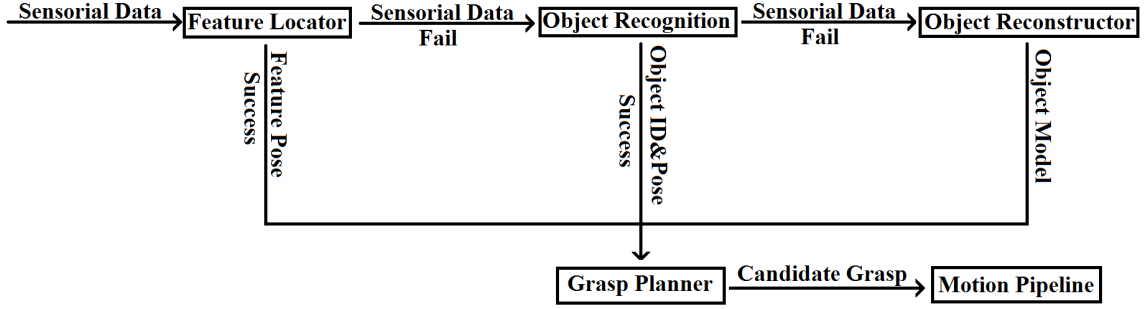 Sensorial Data
Feature Locator
Sensorial Data
Fail
Object Recognition
Sensorial Data
Fail
Object Reconstructor
Feature Pose
Success
Object ID&Pose
Success
Object Model
Grasp Planner
Candidate Grasp
Motion Pipeline